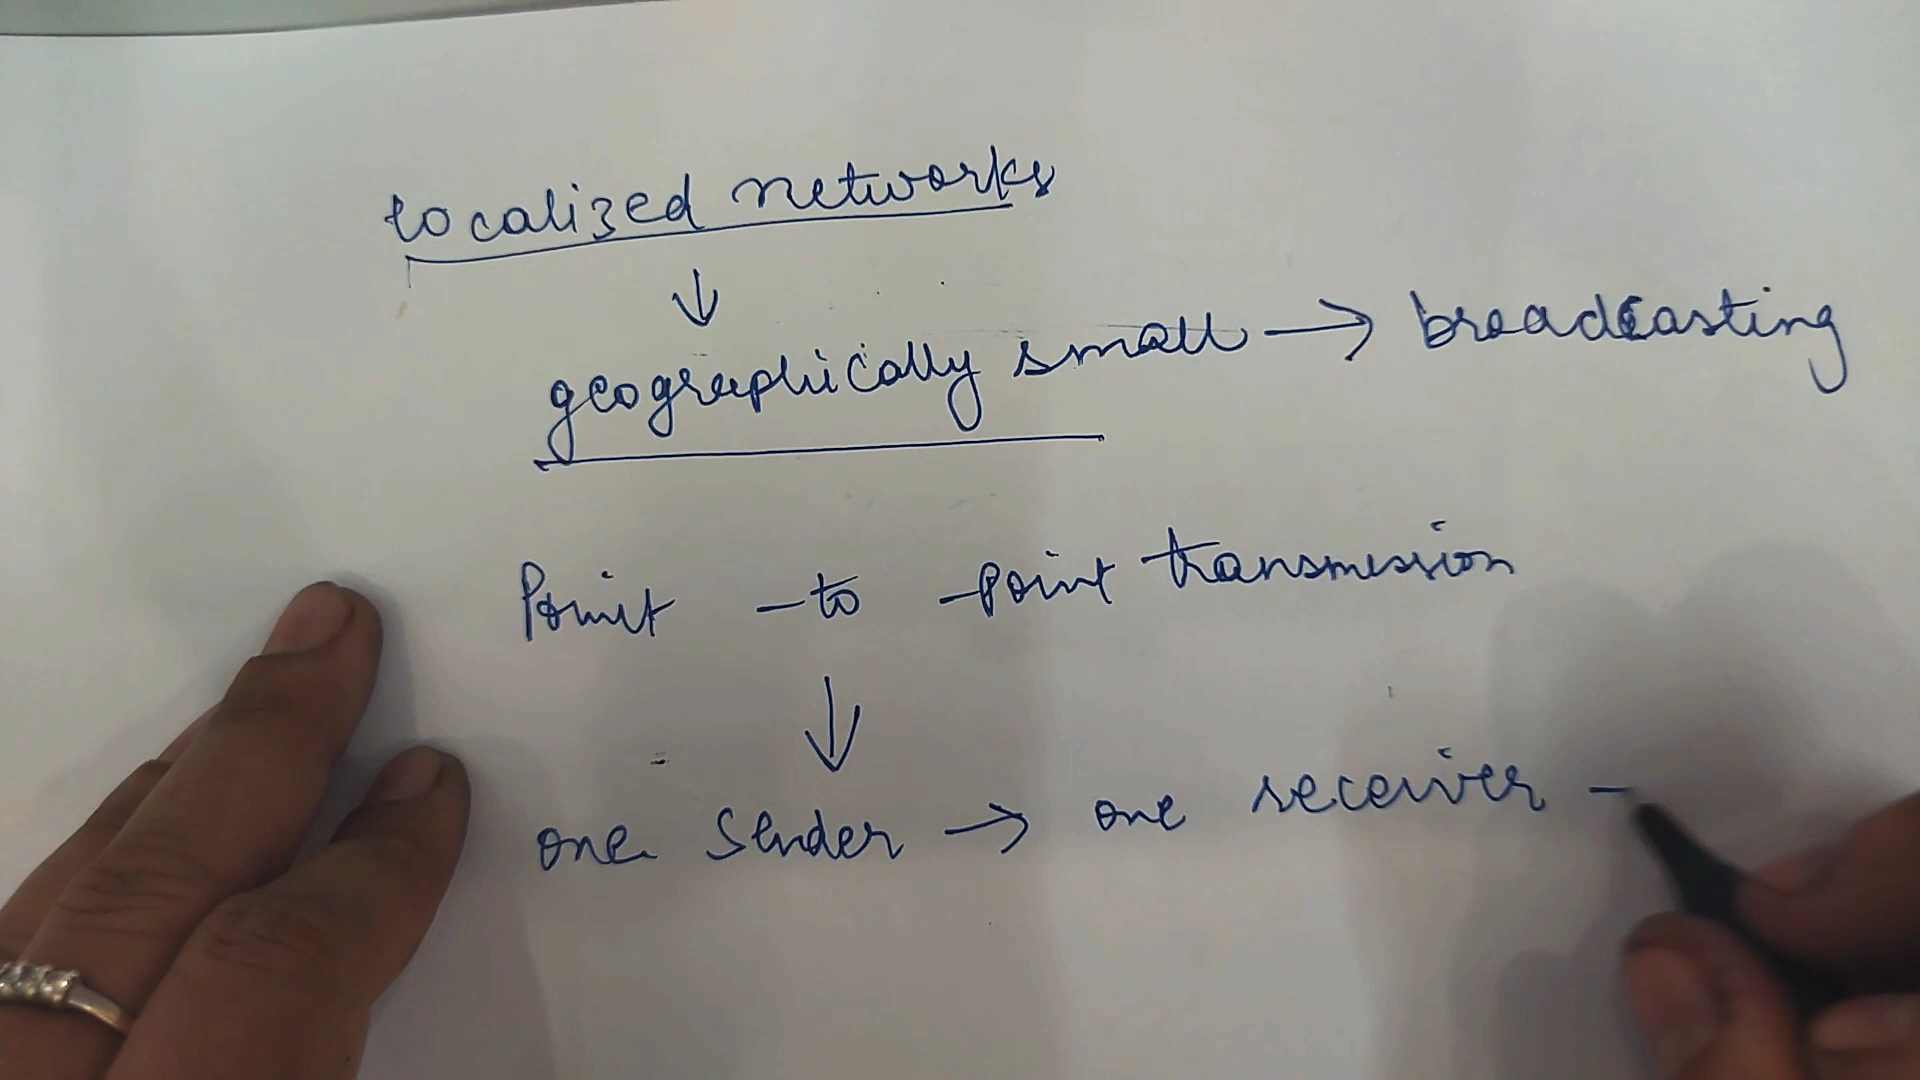 localized networks
↓
geographically small → broadcasting
Point -to -point transmission
↓
one sender → one receiver -